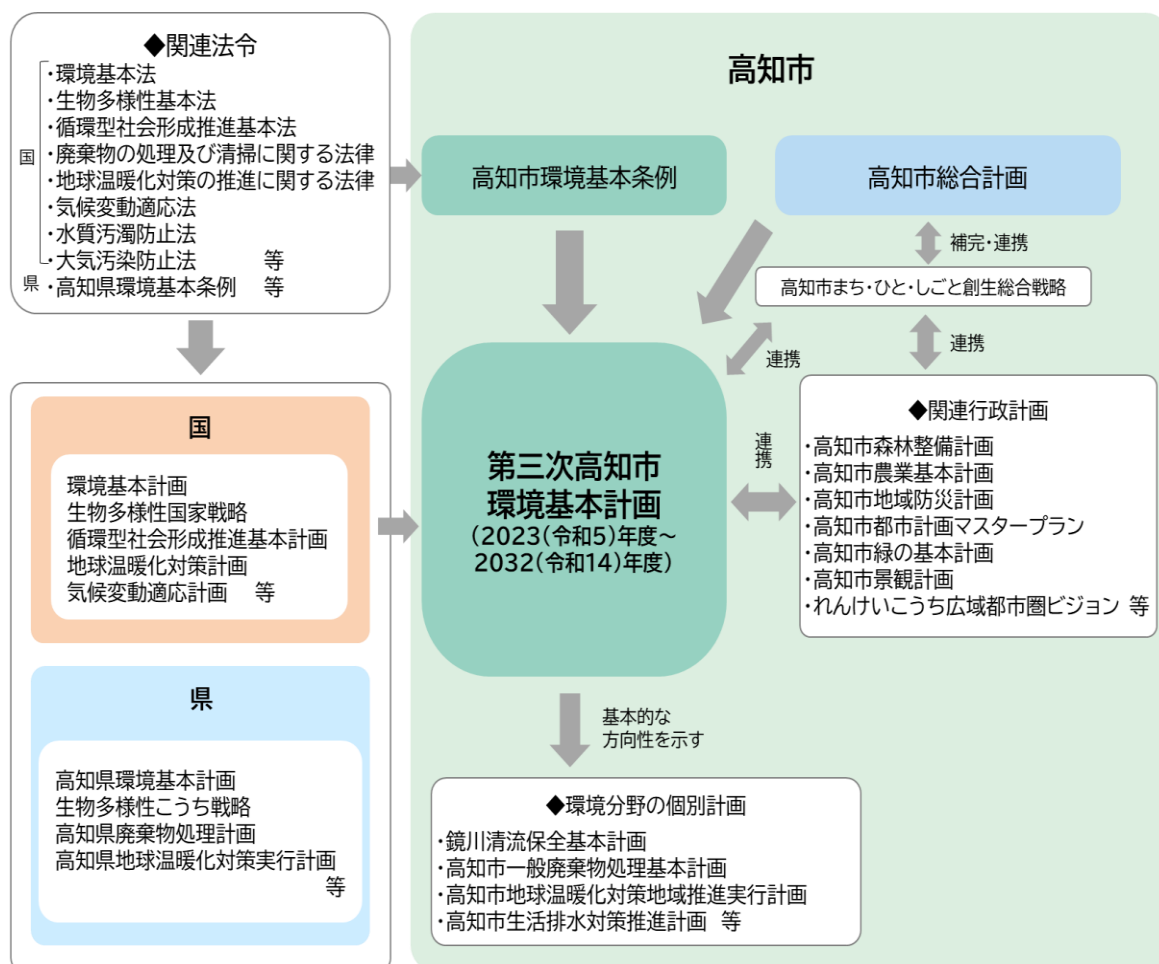 ◆関連法令
国
・環境基本法
・生物多様性基本法
・循環型社会形成推進基本法
・廃棄物の処理及び清掃に関する法律
・地球温暖化対策の推進に関する法律
・気候変動適応法
・水質汚濁防止法
・大気汚染防止法 等
県 ・高知県環境基本条例 等
国
環境基本計画
生物多様性国家戦略
循環型社会形成推進基本計画
地球温暖化対策計画
気候変動適応計画 等
県
高知県環境基本計画
生物多様性こうち戦略
高知県廃棄物処理計画
高知県地球温暖化対策実行計画
等
高知市
高知市環境基本条例
高知市総合計画
補完・連携
高知市まち・ひと・しごと創生総合戦略
連携
連携
第三次高知市
環境基本計画
(2023(令和5)年度～
2032(令和14)年度)
連携
◆関連行政計画
・高知市森林整備計画
・高知市農業基本計画
・高知市地域防災計画
・高知市都市計画マスタープラン
・高知市緑の基本計画
・高知市景観計画
・れんけいこうち広域都市圏ビジョン 等
基本的な
方向性を示す
◆環境分野の個別計画
・鏡川清流保全基本計画
・高知市一般廃棄物処理基本計画
・高知市地球温暖化対策地域推進実行計画
・高知市生活排水対策推進計画 等